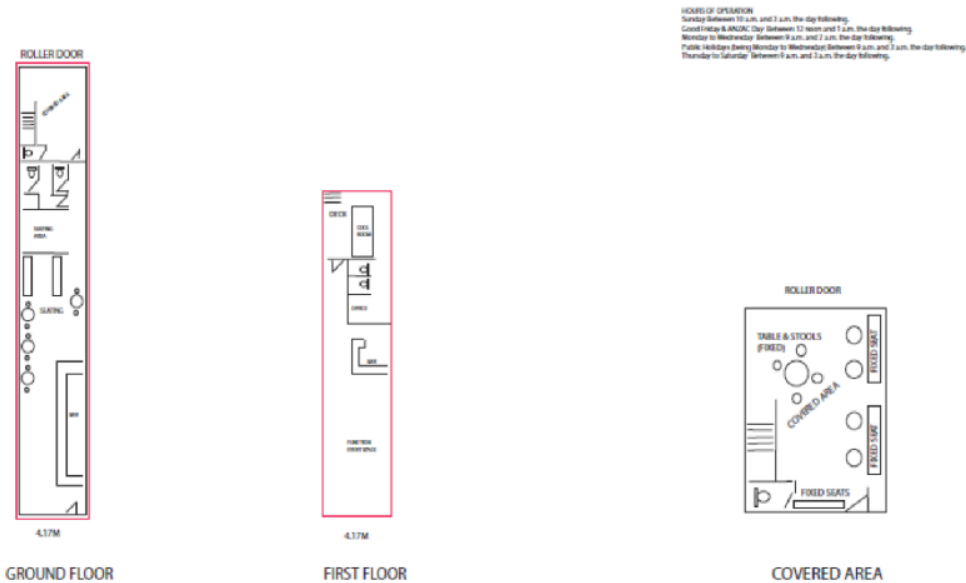 HOURS OF OPERATION
Sunday Between 10 a.m. and 3 a.m. the day following.
Good Friday & ANZAC Day Between 12 noon and 1 a.m. the day following.
Monday to Wednesday Between 9 a.m. and 2 a.m. the day following.
Public Holidays (being Monday to Wednesday) Between 9 a.m. and 3 a.m. the day following.
Thursday to Saturday Between 9 a.m. and 3 a.m. the day following.
ROLLER DOOR
COVERED AREA
SEATING
AREA
SEATING
BAR
4.17M
GROUND FLOOR
DECK
COOL
ROOM
OFFICE
BAR
FUNCTION
EVENT SPACE
4.17M
FIRST FLOOR
ROLLER DOOR
TABLE & STOOLS
(FIXED)
FIXED SEAT
COVERED AREA
FIXED SEAT
FIXED SEATS
COVERED AREA